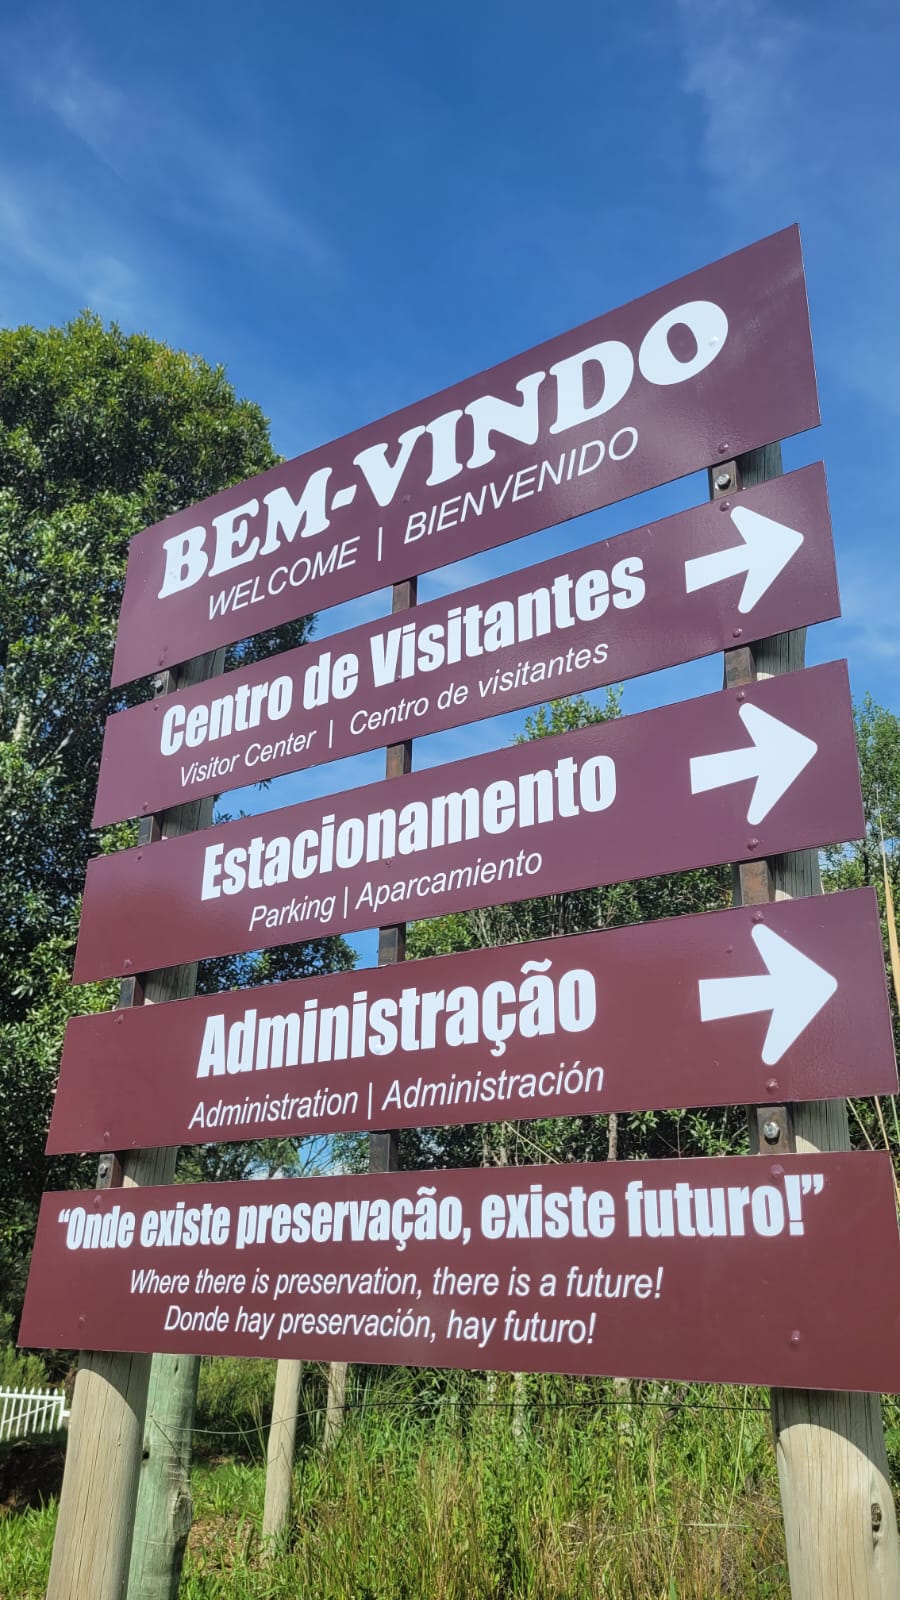 BEM-VINDO
WELCOME | BIENVENIDO
Centro de Visitantes
Visitor Center | Centro de visitantes
Estacionamento
Parking | Aparcamiento
Administração
Administration | Administración
“Onde existe preservação, existe futuro!”
Where there is preservation, there is a future!
Donde hay preservación, hay futuro!